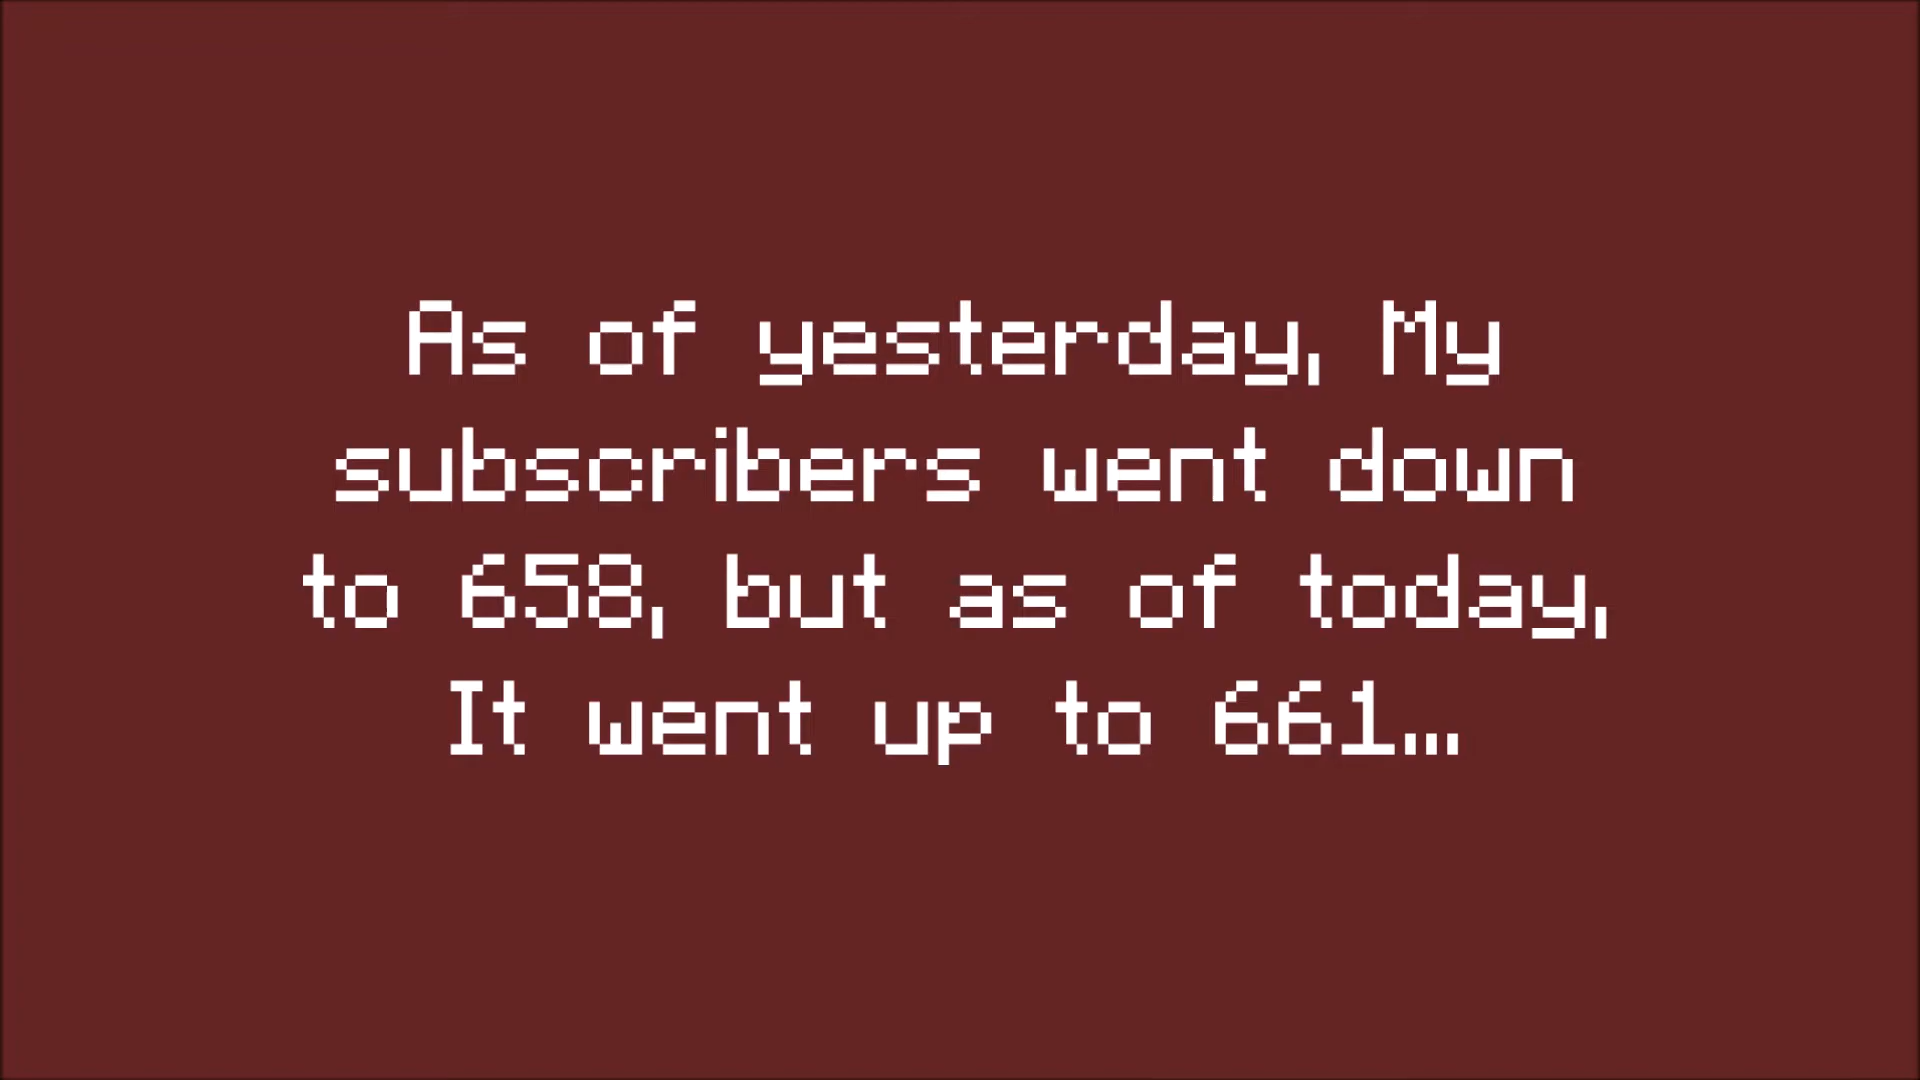 As of yesterday, My
subscribers went down
to 658, but as of today,
It went up to 661...